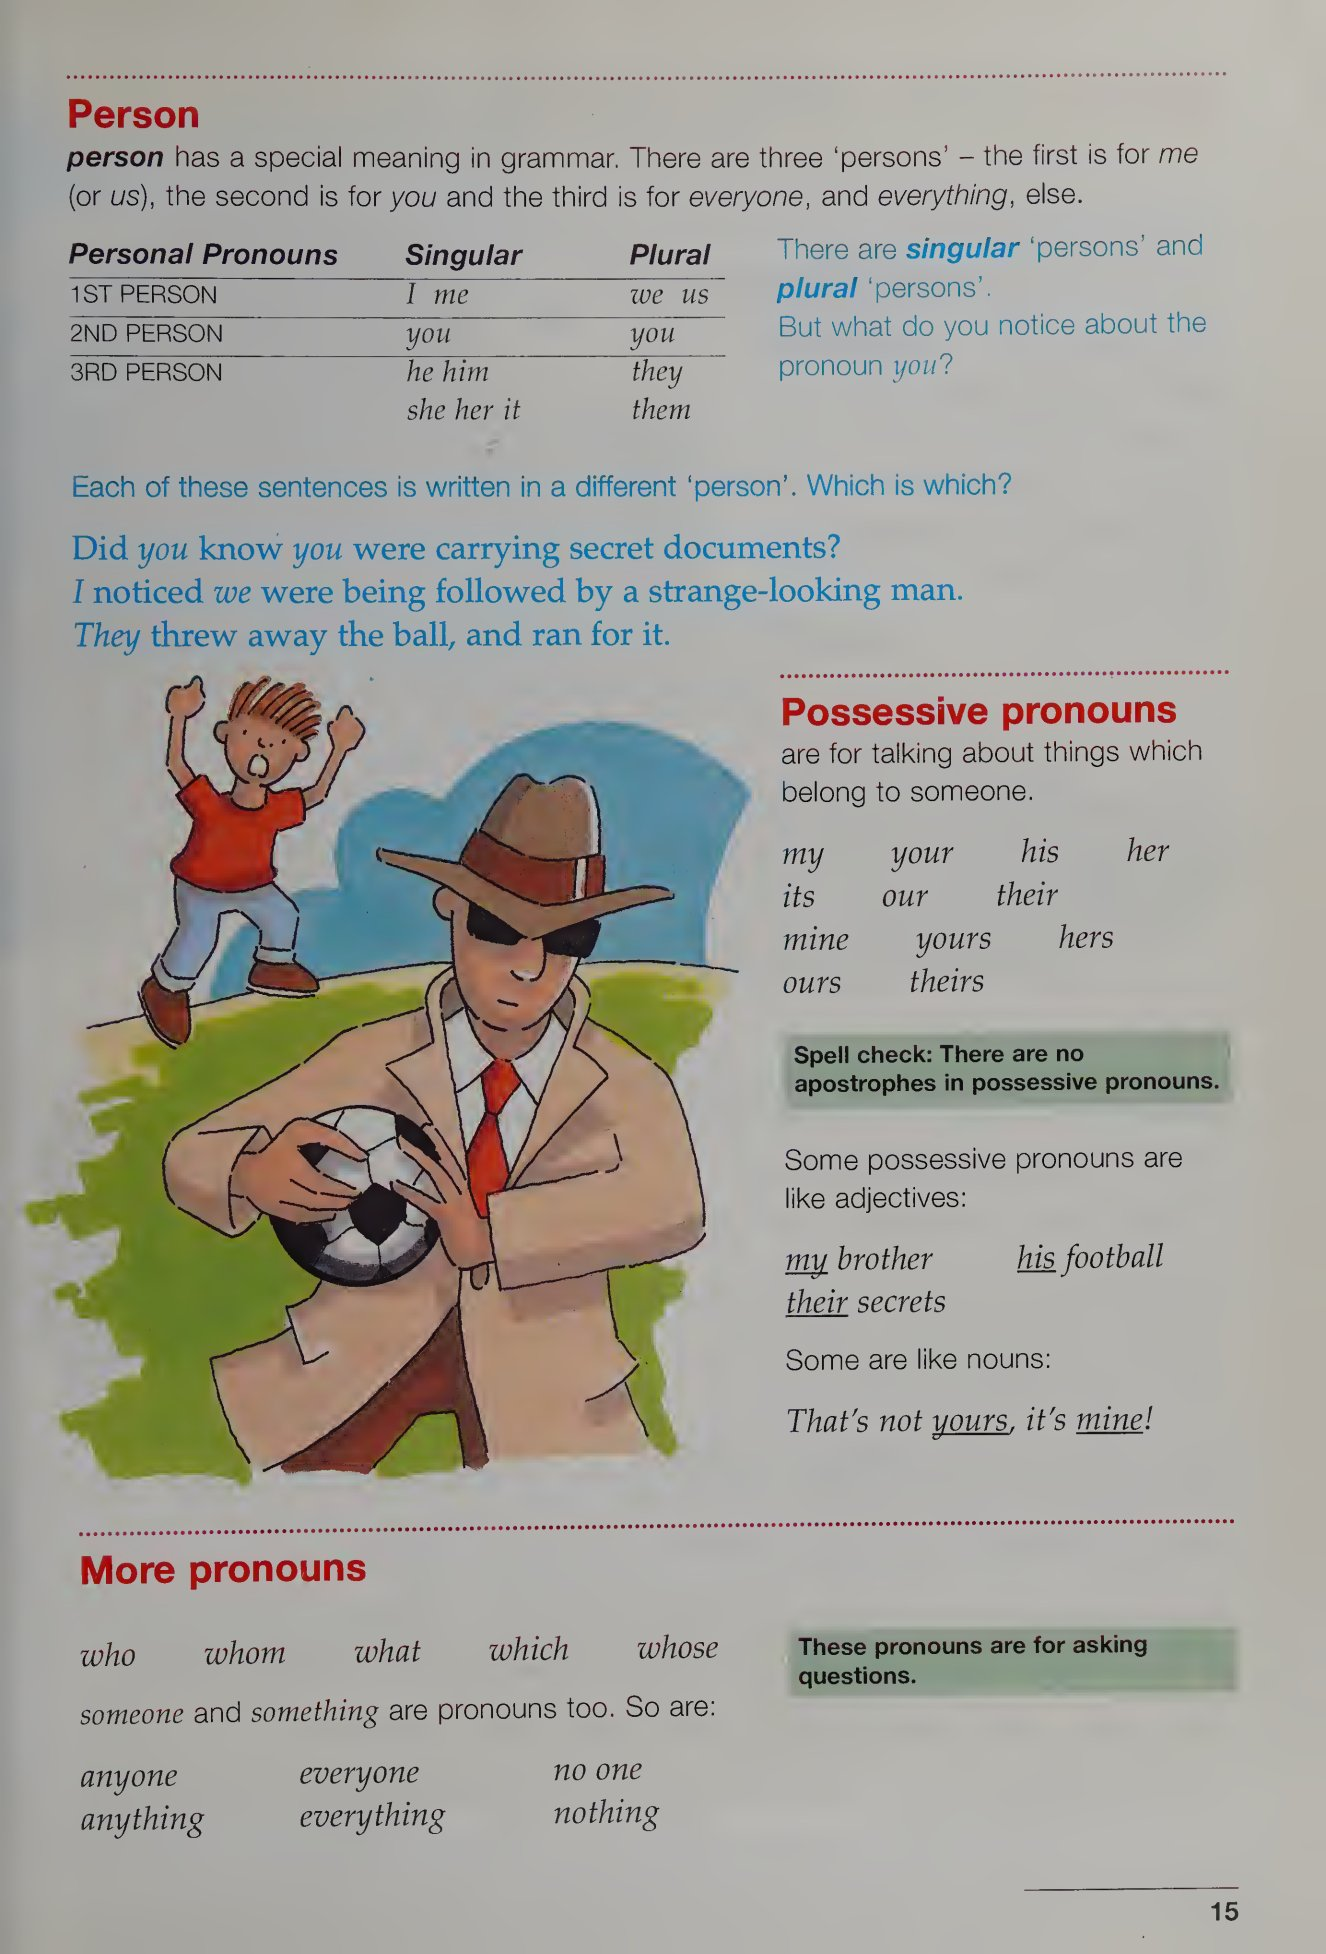 Person
person has a special meaning in grammar. There are three ‘persons’ – the first is for me
(or us), the second is for you and the third is for everyone, and everything, else.
Personal Pronouns Singular Plural
1ST PERSON I me we us
2ND PERSON you you
3RD PERSON he him they
she her it them
There are singular ‘persons’ and
plural ‘persons’.
But what do you notice about the
pronoun you?
Each of these sentences is written in a different ‘person’. Which is which?
Did you know you were carrying secret documents?
I noticed we were being followed by a strange-looking man.
They threw away the ball, and ran for it.
Possessive pronouns
are for talking about things which
belong to someone.
my your his her
its our their
mine yours hers
ours theirs
Spell check: There are no
apostrophes in possessive pronouns.
Some possessive pronouns are
like adjectives:
my brother his football
their secrets
Some are like nouns:
That's not yours, it's mine!
More pronouns
who whom what which whose
These pronouns are for asking
questions.
someone and something are pronouns too. So are:
anyone everyone no one
anything everything nothing
15